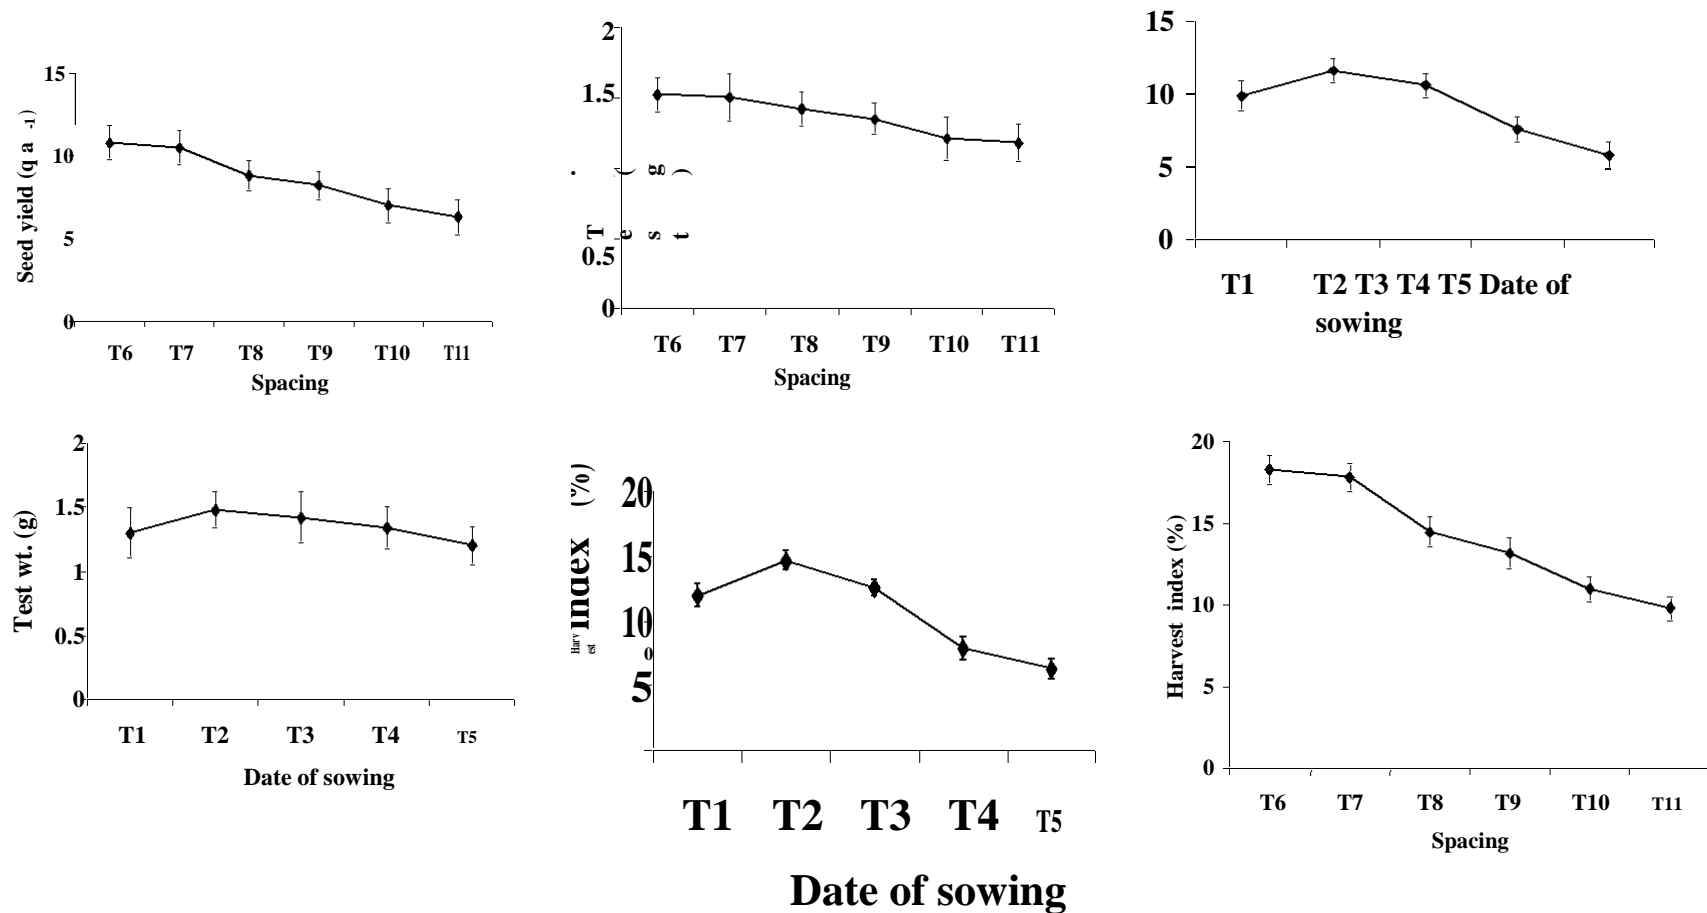 15
10
5
0
Seed yield (q a -1)
T6 T7 T8 T9 T10 T11
Spacing
2
1.5
0.5
0
T e s t . ( g )
T6 T7 T8 T9 T10 T11
Spacing
15
10
5
0
T1 T2 T3 T4 T5 Date of
sowing
2
1.5
1
0.5
0
Test wt. (g)
T1 T2 T3 T4 T5
Date of sowing
20
15
10
0
5
Harv
est
index (%)
T1 T2 T3 T4 T5
Date of sowing
20
15
10
5
0
Harvest index (%)
T6 T7 T8 T9 T10 T11
Spacing